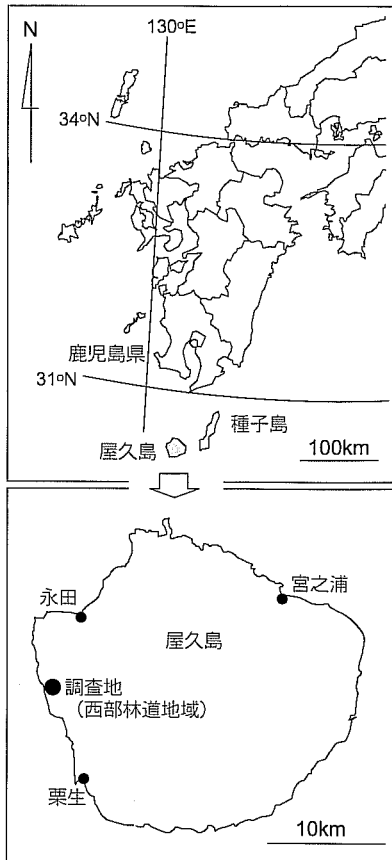 N
130°E
34°N
鹿児島県
31°N
種子島
屋久島
100km
宮之浦
永田
屋久島
調査地
(西部林道地域)
栗生
10km